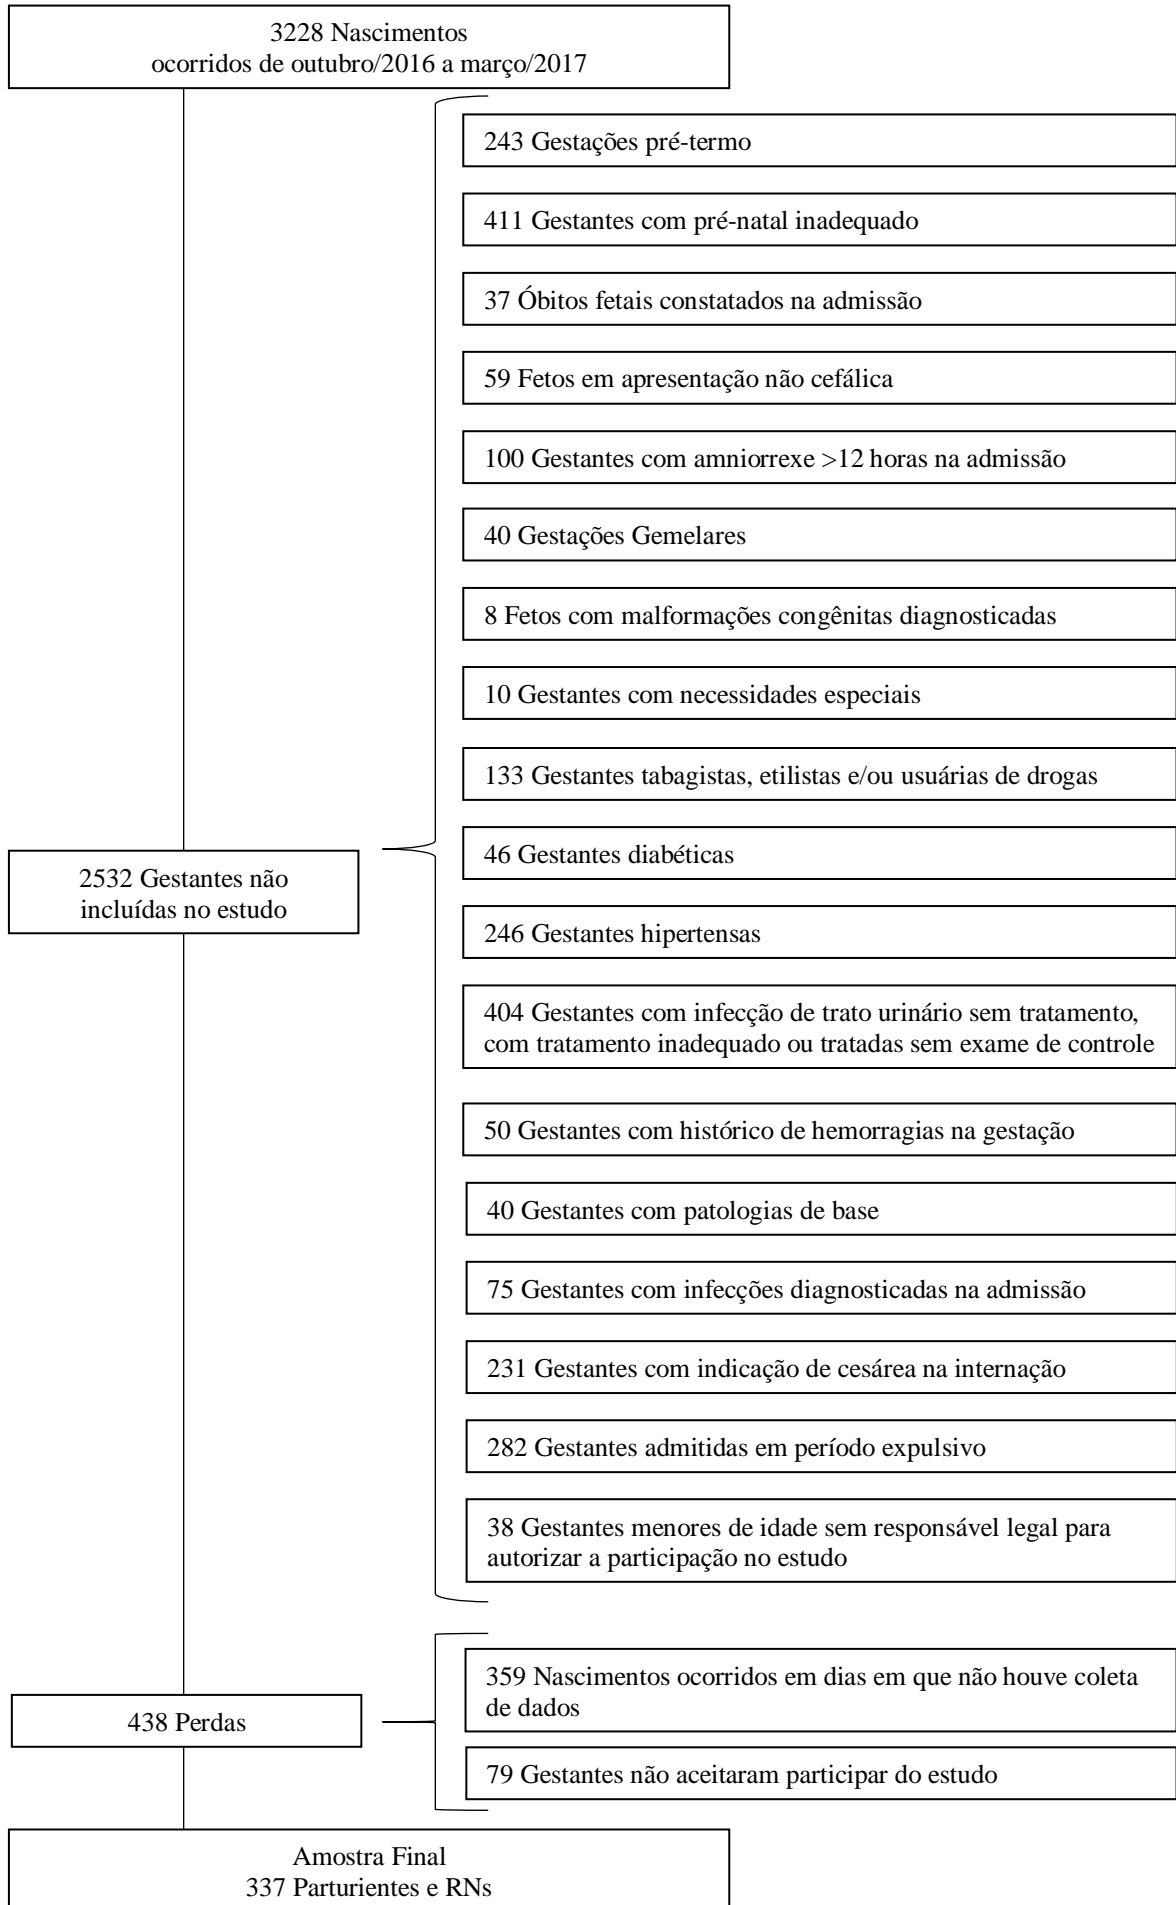 3228 Nascimentos
ocorridos de outubro/2016 a março/2017
243 Gestações pré-termo
411 Gestantes com pré-natal inadequado
37 Óbitos fetais constatados na admissão
59 Fetos em apresentação não cefálica
100 Gestantes com amniorrexe >12 horas na admissão
40 Gestações Gemelares
8 Fetos com malformações congênitas diagnosticadas
10 Gestantes com necessidades especiais
133 Gestantes tabagistas, etilistas e/ou usuárias de drogas
2532 Gestantes não
incluídas no estudo
46 Gestantes diabéticas
246 Gestantes hipertensas
404 Gestantes com infecção de trato urinário sem tratamento,
com tratamento inadequado ou tratadas sem exame de controle
50 Gestantes com histórico de hemorragias na gestação
40 Gestantes com patologias de base
75 Gestantes com infecções diagnosticadas na admissão
231 Gestantes com indicação de cesárea na internação
282 Gestantes admitidas em período expulsivo
38 Gestantes menores de idade sem responsável legal para
autorizar a participação no estudo
438 Perdas
359 Nascimentos ocorridos em dias em que não houve coleta
de dados
79 Gestantes não aceitaram participar do estudo
Amostra Final
337 Parturientes e RNs